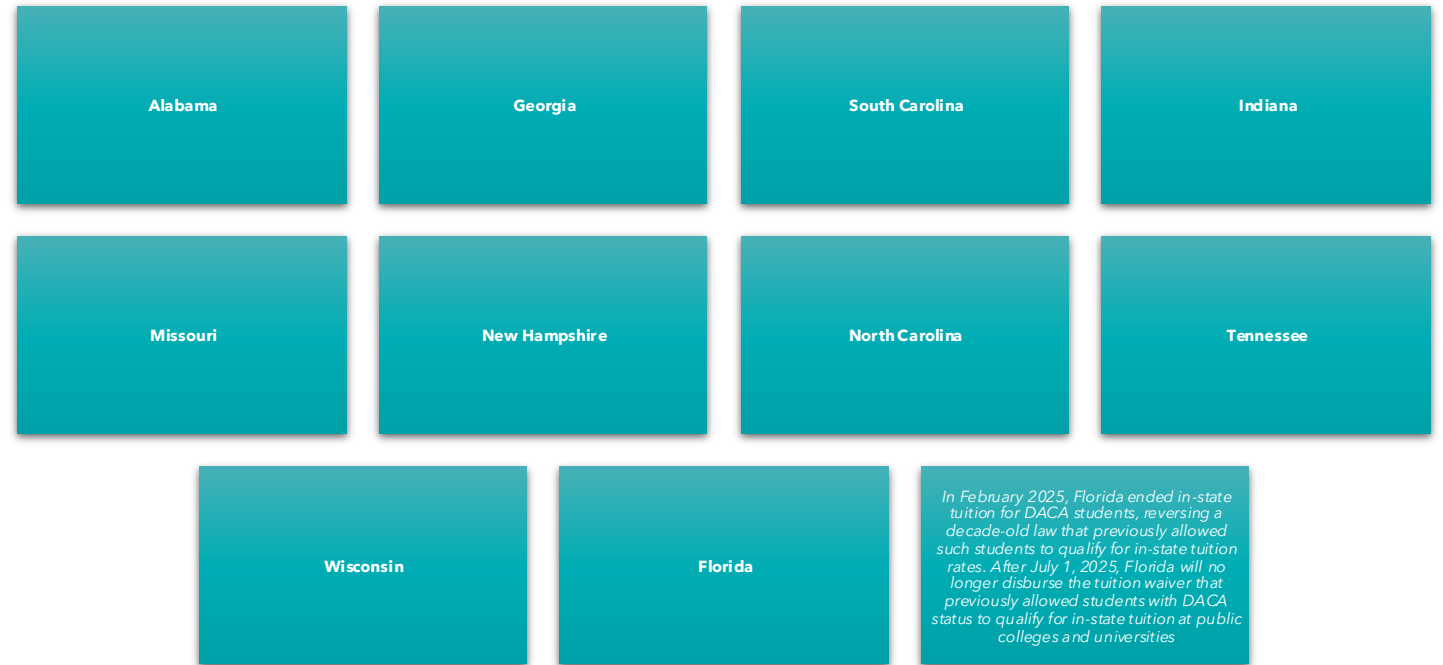 Alabama
Georgia
South Carolina
Indiana
Missouri
New Hampshire
North Carolina
Tennessee
Wisconsin
Florida
In February 2025, Florida ended in-state
tuition for DACA students, reversing a
decade-old law that previously allowed
such students to qualify for in-state tuition
rates. After July 1, 2025, Florida will no
longer disburse the tuition waiver that
previously allowed students with DACA
status to qualify for in-state tuition at public
colleges and universities